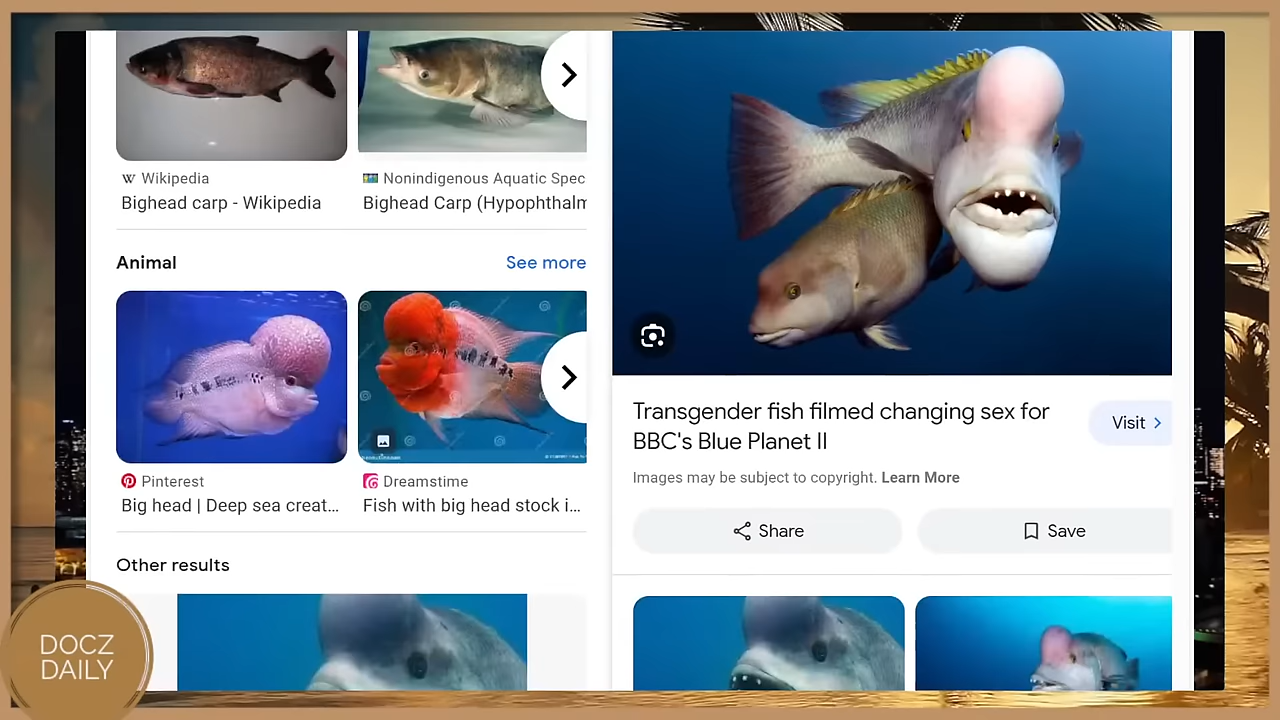 Wikipedia
Bighead carp - Wikipedia
Nonindigenous Aquatic Spec
Bighead Carp (Hypophthalm
Animal
See more
Pinterest
Big head | Deep sea creat...
Dreamstime
Fish with big head stock i...
Other results
Transgender fish filmed changing sex for
BBC's Blue Planet II
Visit
Images may be subject to copyright. Learn More
Share
Save
DOCZ
DAILY